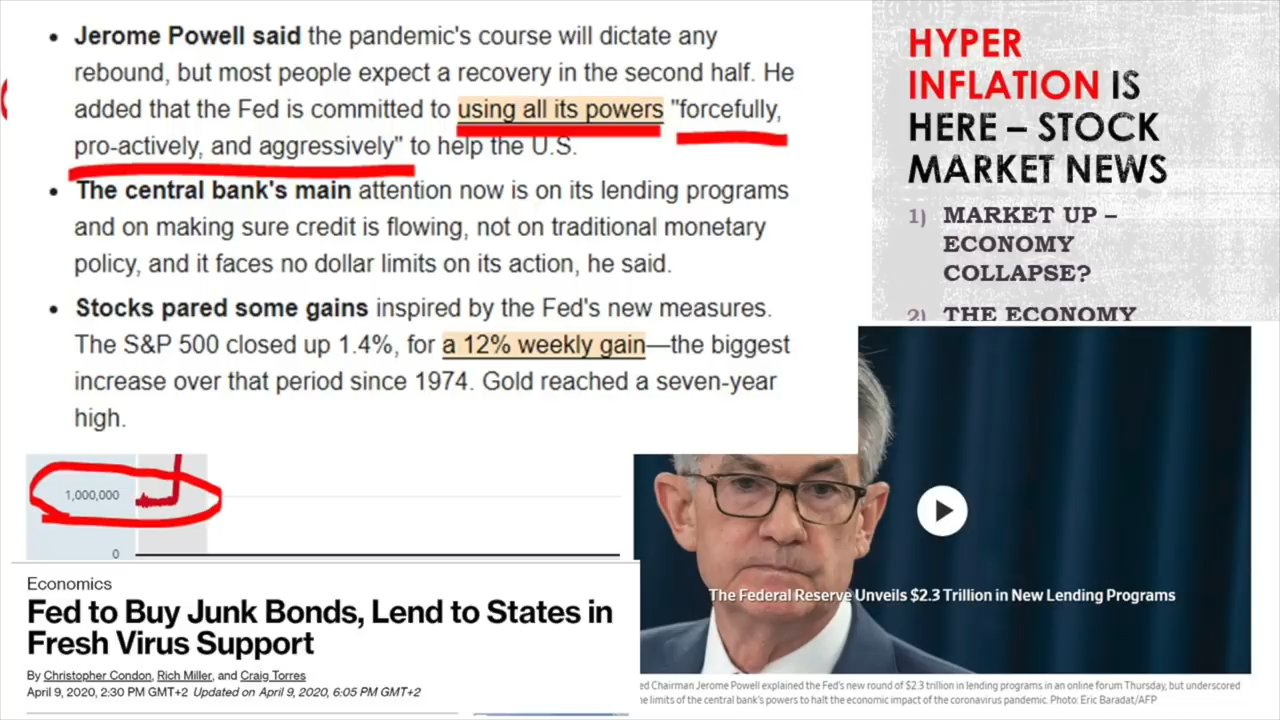 • Jerome Powell said the pandemic's course will dictate any
rebound, but most people expect a recovery in the second half. He
added that the Fed is committed to using all its powers "forcefully,
pro-actively, and aggressively" to help the U.S.
• The central bank's main attention now is on its lending programs
and on making sure credit is flowing, not on traditional monetary
policy, and it faces no dollar limits on its action, he said.
• Stocks pared some gains inspired by the Fed's new measures.
The S&P 500 closed up 1.4%, for a 12% weekly gain—the biggest
increase over that period since 1974. Gold reached a seven-year
high.
HYPER
INFLATION IS
HERE – STOCK
MARKET NEWS
1) MARKET UP –
ECONOMY
COLLAPSE?
2) THE ECONOMY
1,000,000
0
Economics
Fed to Buy Junk Bonds, Lend to States in
Fresh Virus Support
By Christopher Condon, Rich Miller, and Craig Torres
April 9, 2020, 2:30 PM GMT+2 Updated on April 9, 2020, 6:05 PM GMT+2
The Federal Reserve Unveils $2.3 Trillion in New Lending Programs
ed Chairman Jerome Powell explained the Fed's new round of $2.3 trillion in lending programs in an online forum Thursday, but underscored
he limits of the central bank's powers to halt the economic impact of the coronavirus pandemic. Photo: Eric Baradat/AFP